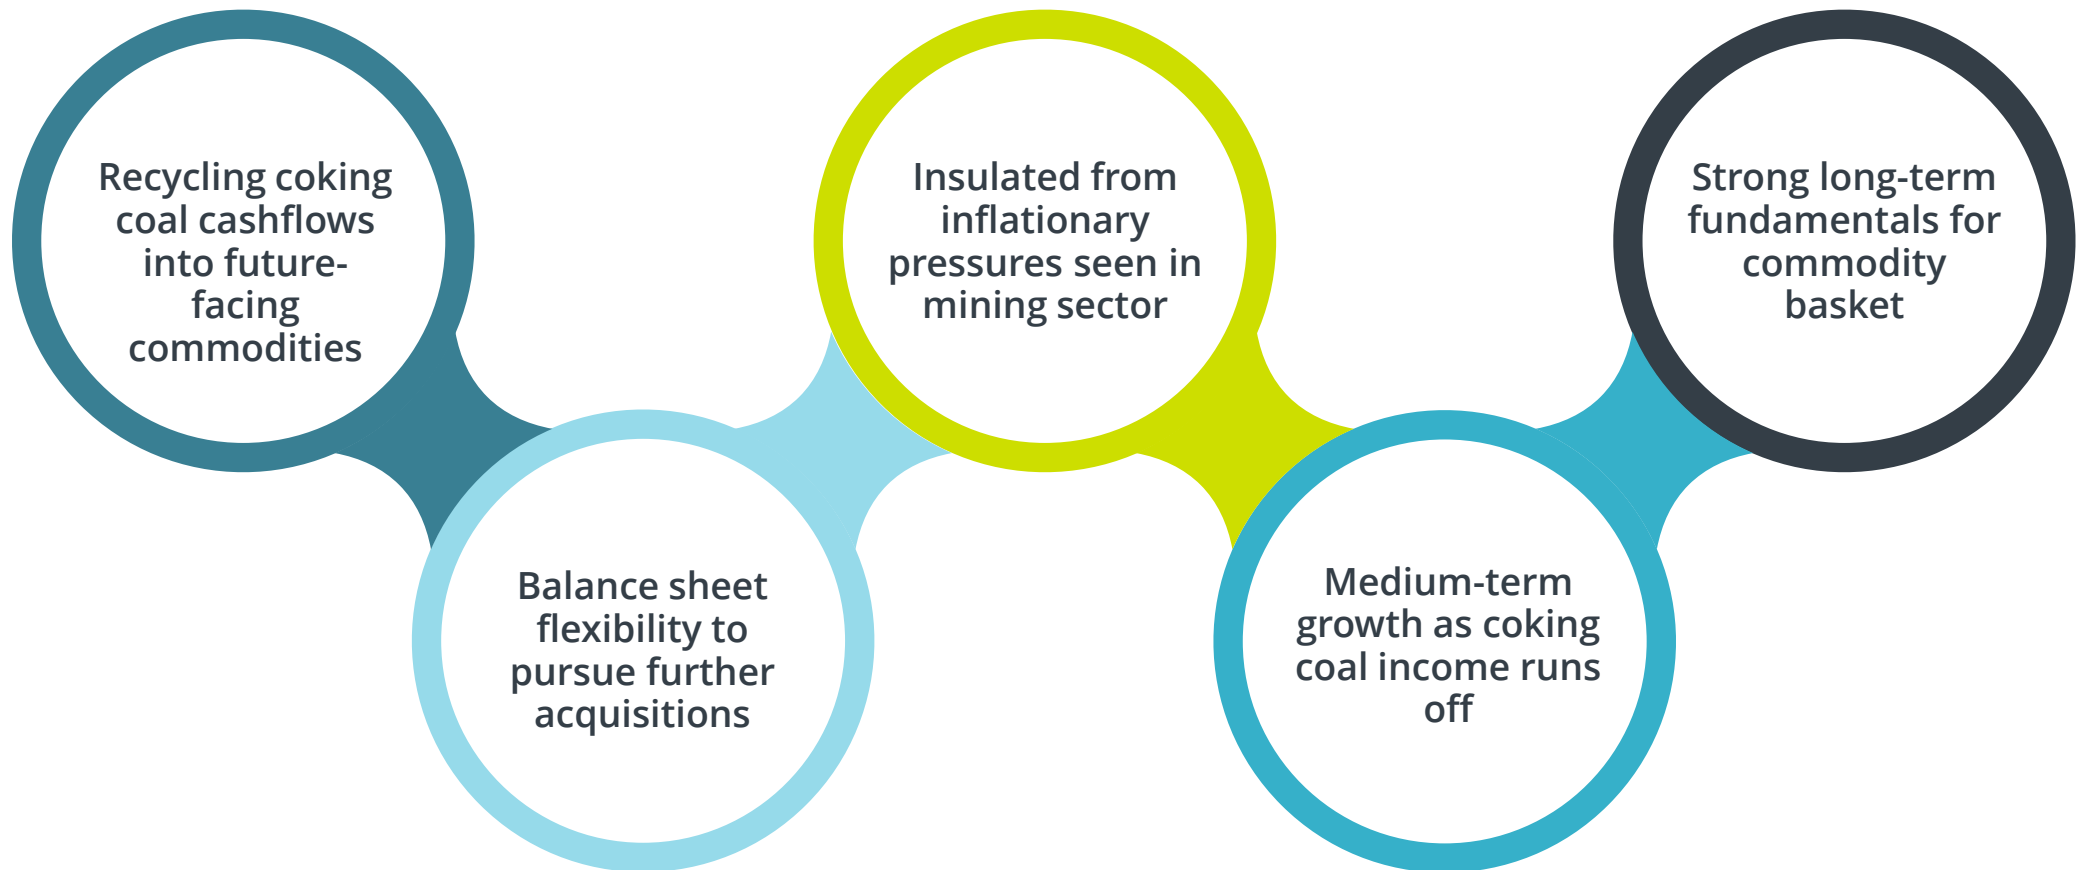 Recycling coking
coal cashflows
into future-
facing
commodities
Balance sheet
flexibility to
pursue further
acquisitions
Insulated from
inflationary
pressures seen in
mining sector
Medium-term
growth as coking
coal income runs
off
Strong long-term
fundamentals for
commodity
basket